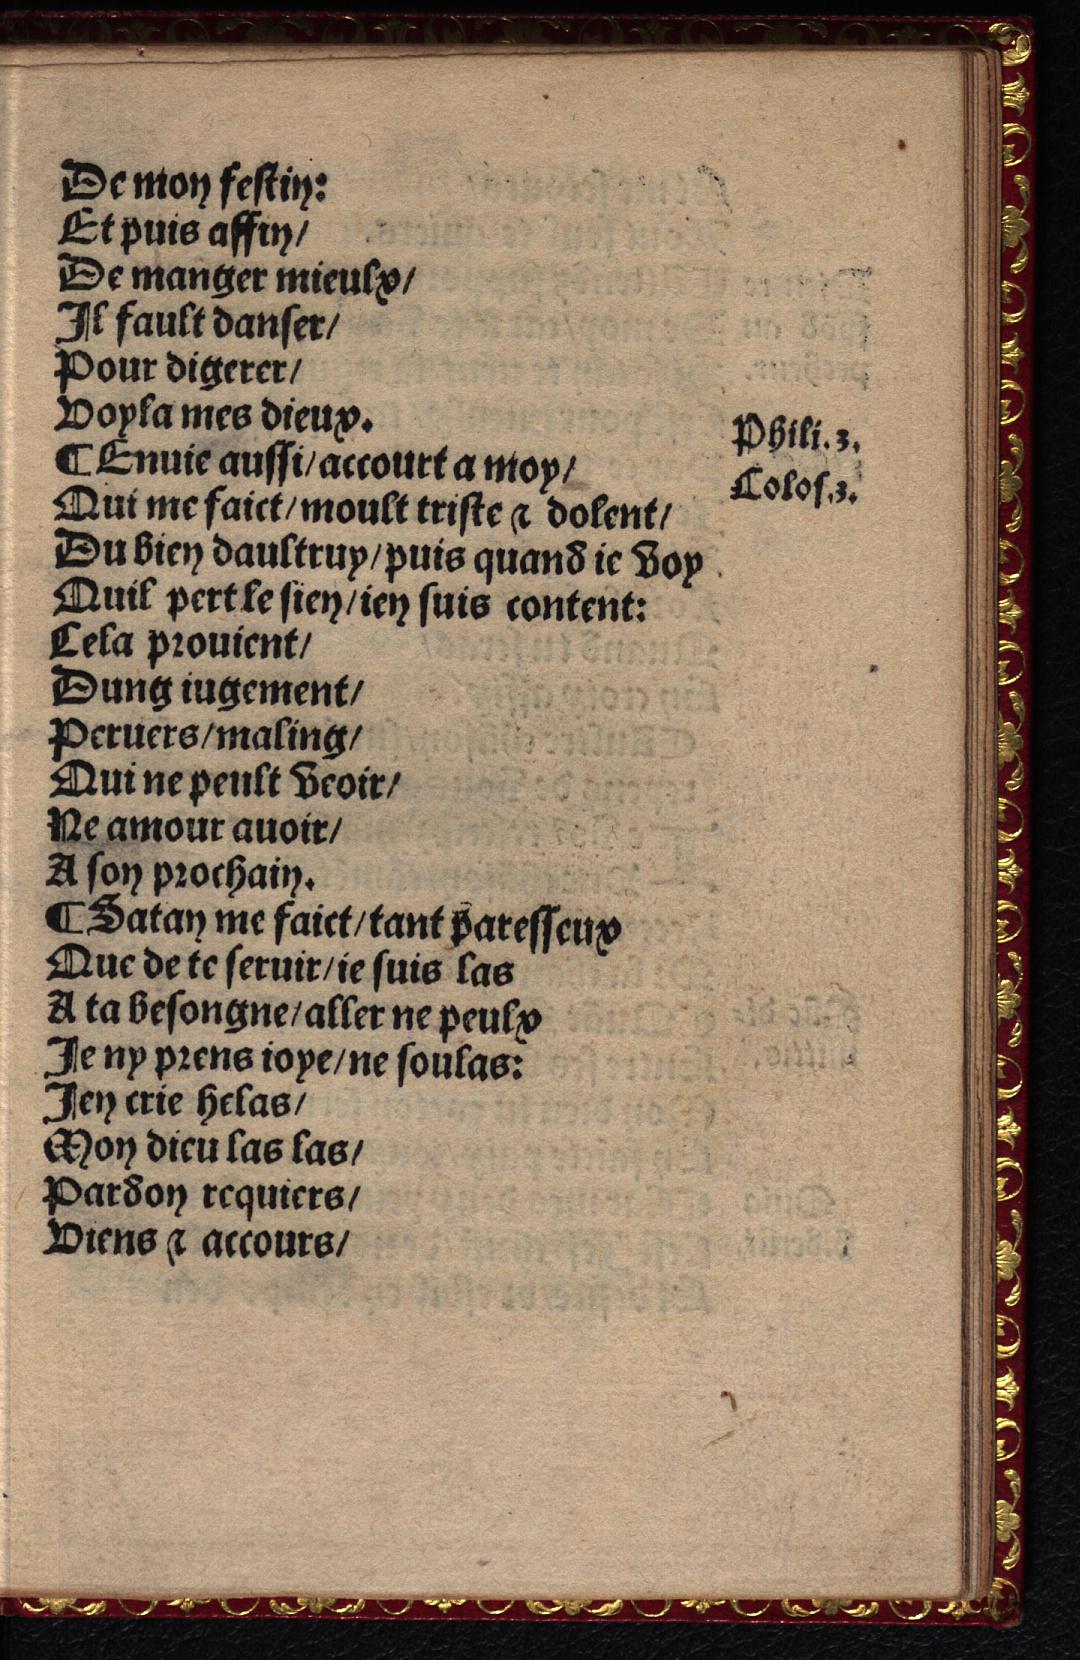 De mon festin:
Et puis affin/
De manger mieulx/
Il fault danser/
Pour digerer/
Voyla mes dieux.
¶ Enuie aussi/accourt a moy/
Phili.3.
Qui me faict/moult triste ⁊ dolent/
Colos.3.
Du bien daultruy/puis quand ie voy
Quil pert le sien/ien suis content:
Cela prouient/
Dung iugement/
Peruers/maling/
Qui ne peult veoir/
Ne amour auoir/
A son prochain.
¶ Satan me faict/tant paresseux
Que de te seruir/ie suis las
A ta besongne/aller ne peulx
Je ny prens ioye/ne soulas:
Jen crie helas/
Mon dieu las las/
Pardon requiers/
Viens ⁊ accours/